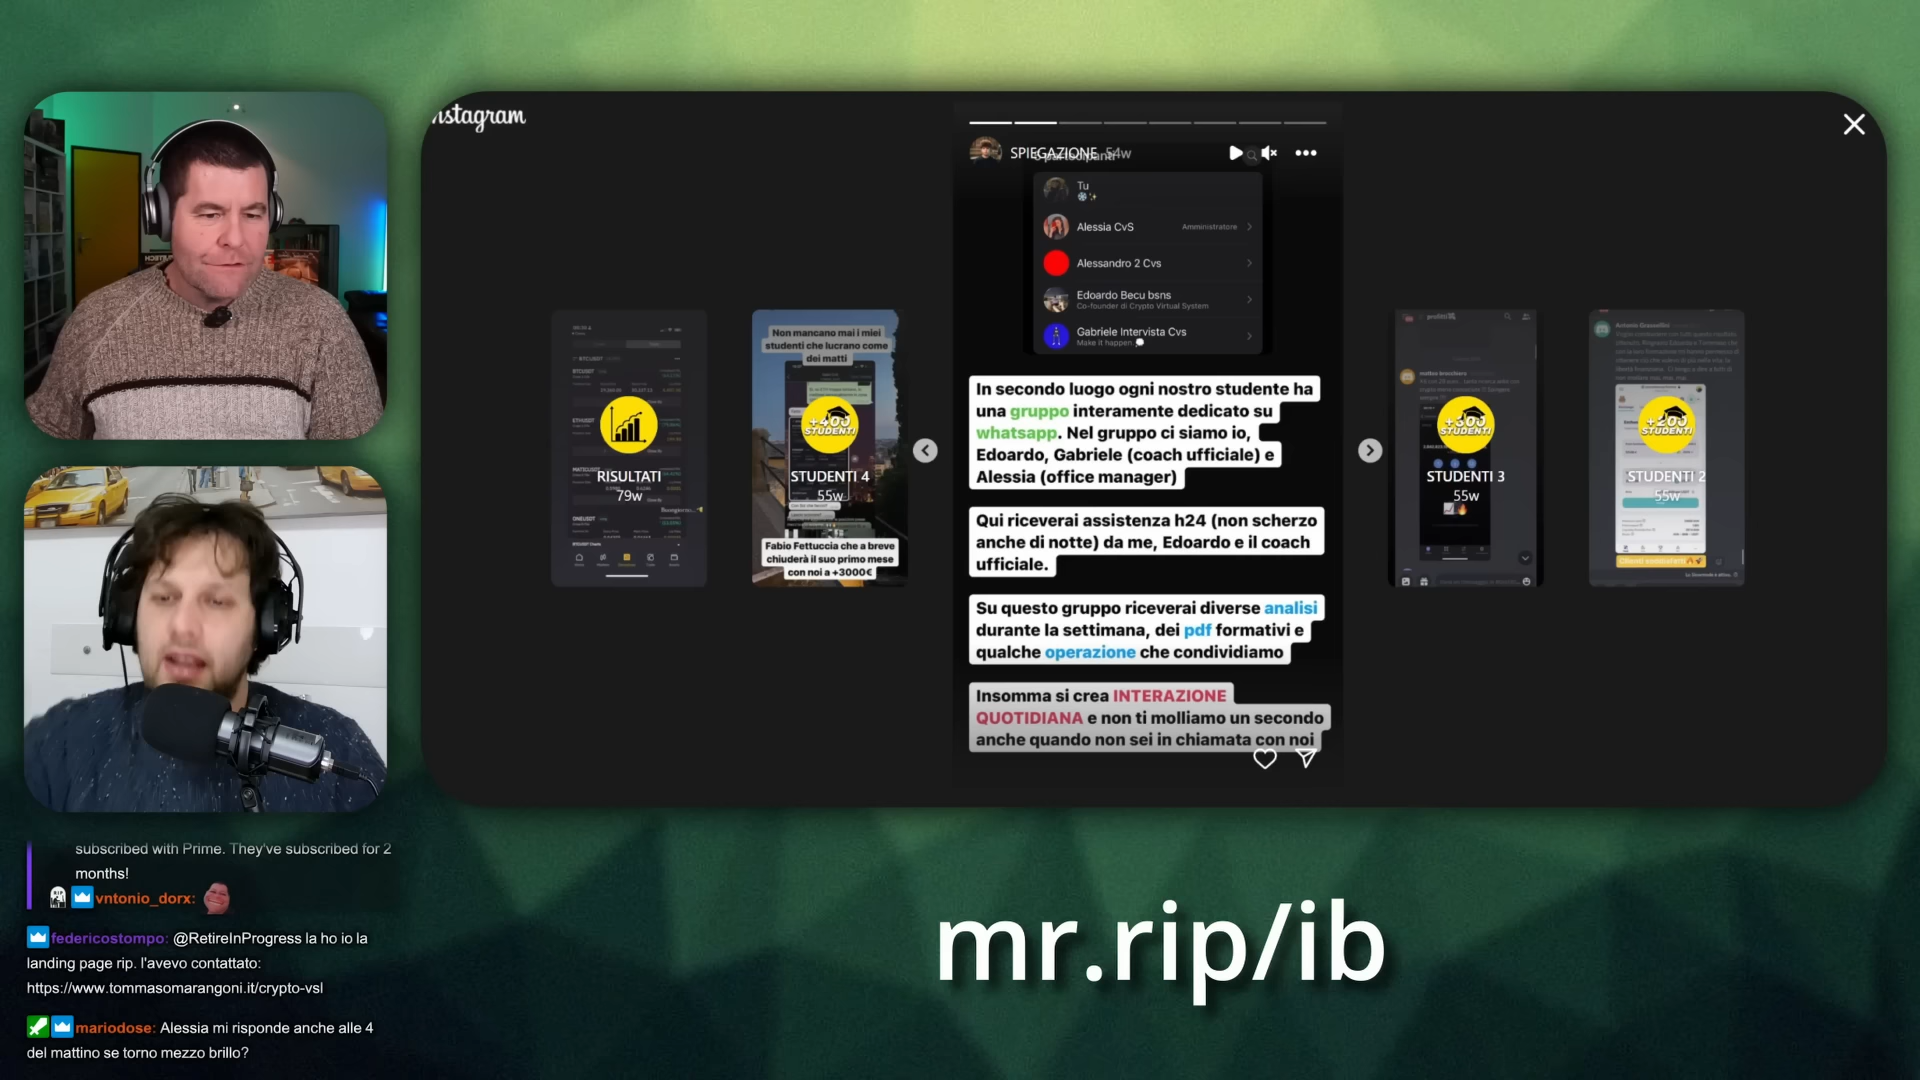 nstagram
SPIEGAZIONE 54w
6 partecipanti
Tu
Alessia CvS
Amministratore
Alessandro 2 Cvs
Edoardo Becu bsns
Co-founder di Crypto Virtual System
Gabriele Intervista Cvs
Make it happen.
In secondo luogo ogni nostro studente ha
una gruppo interamente dedicato su
whatsapp. Nel gruppo ci siamo io,
Edoardo, Gabriele (coach ufficiale) e
Alessia (office manager)
Qui riceverai assistenza h24 (non scherzo
anche di notte) da me, Edoardo e il coach
ufficiale.
Su questo gruppo riceverai diverse analisi
durante la settimana, dei pdf formativi e
qualche operazione che condividiamo
Insomma si crea INTERAZIONE
QUOTIDIANA e non ti molliamo un secondo
anche quando non sei in chiamata con noi
RISULTATI
79w
Non mancano mai i miei
studenti che lucrano come
dei matti
+400
STUDENTI
STUDENTI 4
55w
Fabio Fettuccia che a breve
chiuderà il suo primo mese
con noi a +3000€
+300
STUDENTI
STUDENTI 3
55w
+200
STUDENTI
STUDENTI 2
55w
subscribed with Prime. They've subscribed for 2
months!
vntonio_dorx:
federicostompo: @RetireInProgress la ho io la
landing page rip. l'avevo contattato:
https://www.tommasomarangoni.it/crypto-vsl
mariodose: Alessia mi risponde anche alle 4
del mattino se torno mezzo brillo?
mr.rip/ib